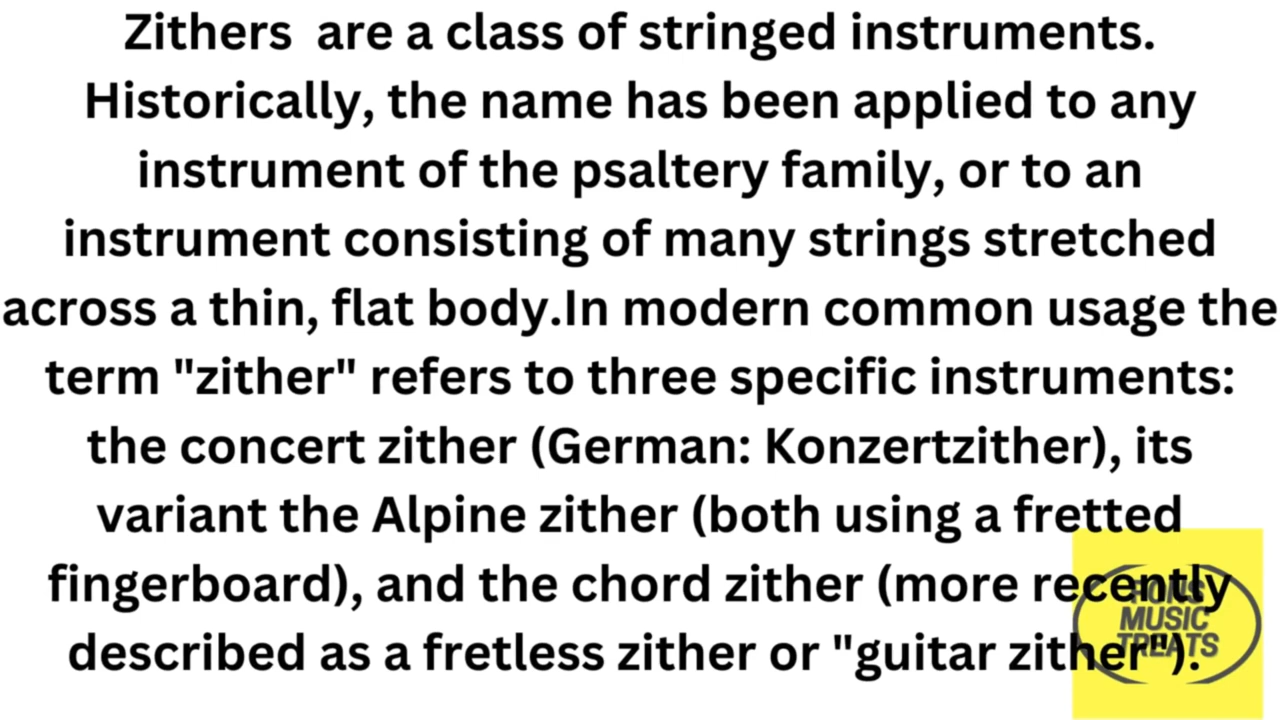 Zithers  are a class of stringed instruments.
Historically, the name has been applied to any
instrument of the psaltery family, or to an
instrument consisting of many strings stretched
across a thin, flat body.In modern common usage the
term "zither" refers to three specific instruments:
the concert zither (German: Konzertzither), its
variant the Alpine zither (both using a fretted
fingerboard), and the chord zither (more recently
described as a fretless zither or "guitar zither").
MUSIC
TREATS